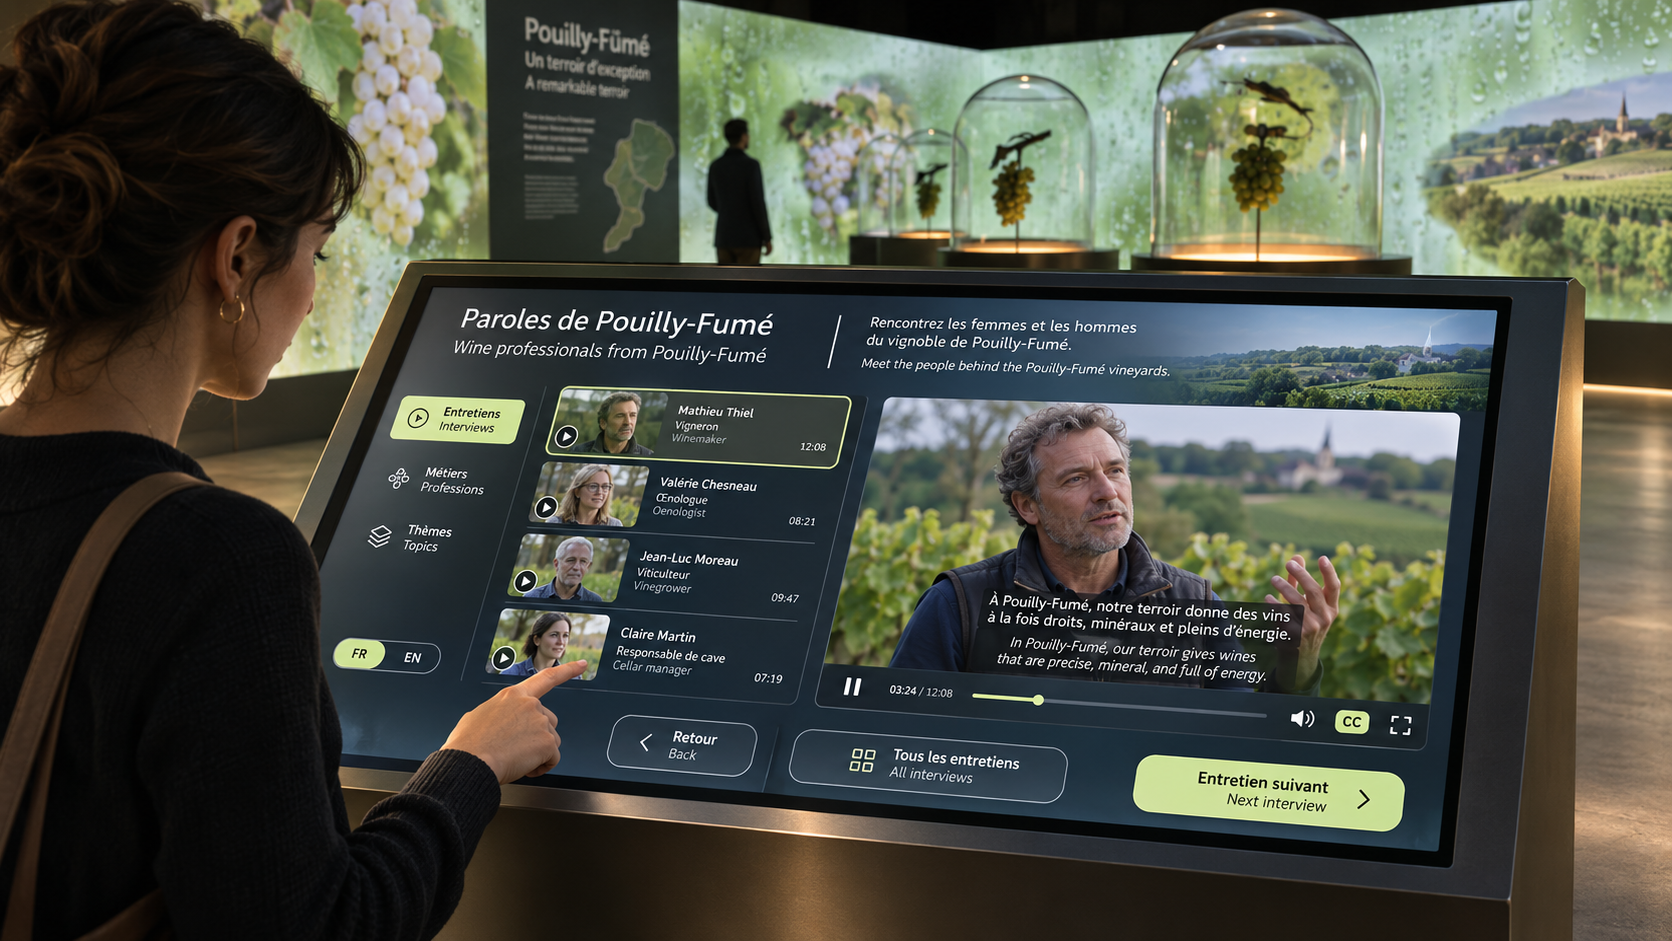 Pouilly-Fûmé
Un terroir d'exception
A remarkable terroir
Paroles de Pouilly-Fumé
Wine professionals from Pouilly-Fumé
Rencontrez les femmes et les hommes
du vignoble de Pouilly-Fumé.
Meet the people behind the Pouilly-Fumé vineyards.
Entretiens
Interviews
Métiers
Professions
Thèmes
Topics
FR
EN
Mathieu Thiel
Vigneron
Winemaker
12:08
Valérie Chesneau
Œnologue
Oenologist
08:21
Jean-Luc Moreau
Viticulteur
Vinegrower
09:47
Claire Martin
Responsable de cave
Cellar manager
07:19
À Pouilly-Fumé, notre terroir donne des vins
à la fois droits, minéraux et pleins d'énergie.
In Pouilly-Fumé, our terroir gives wines
that are precise, mineral, and full of energy.
03:24 / 12:08
CC
Retour
Back
Tous les entretiens
All interviews
Entretien suivant
Next interview